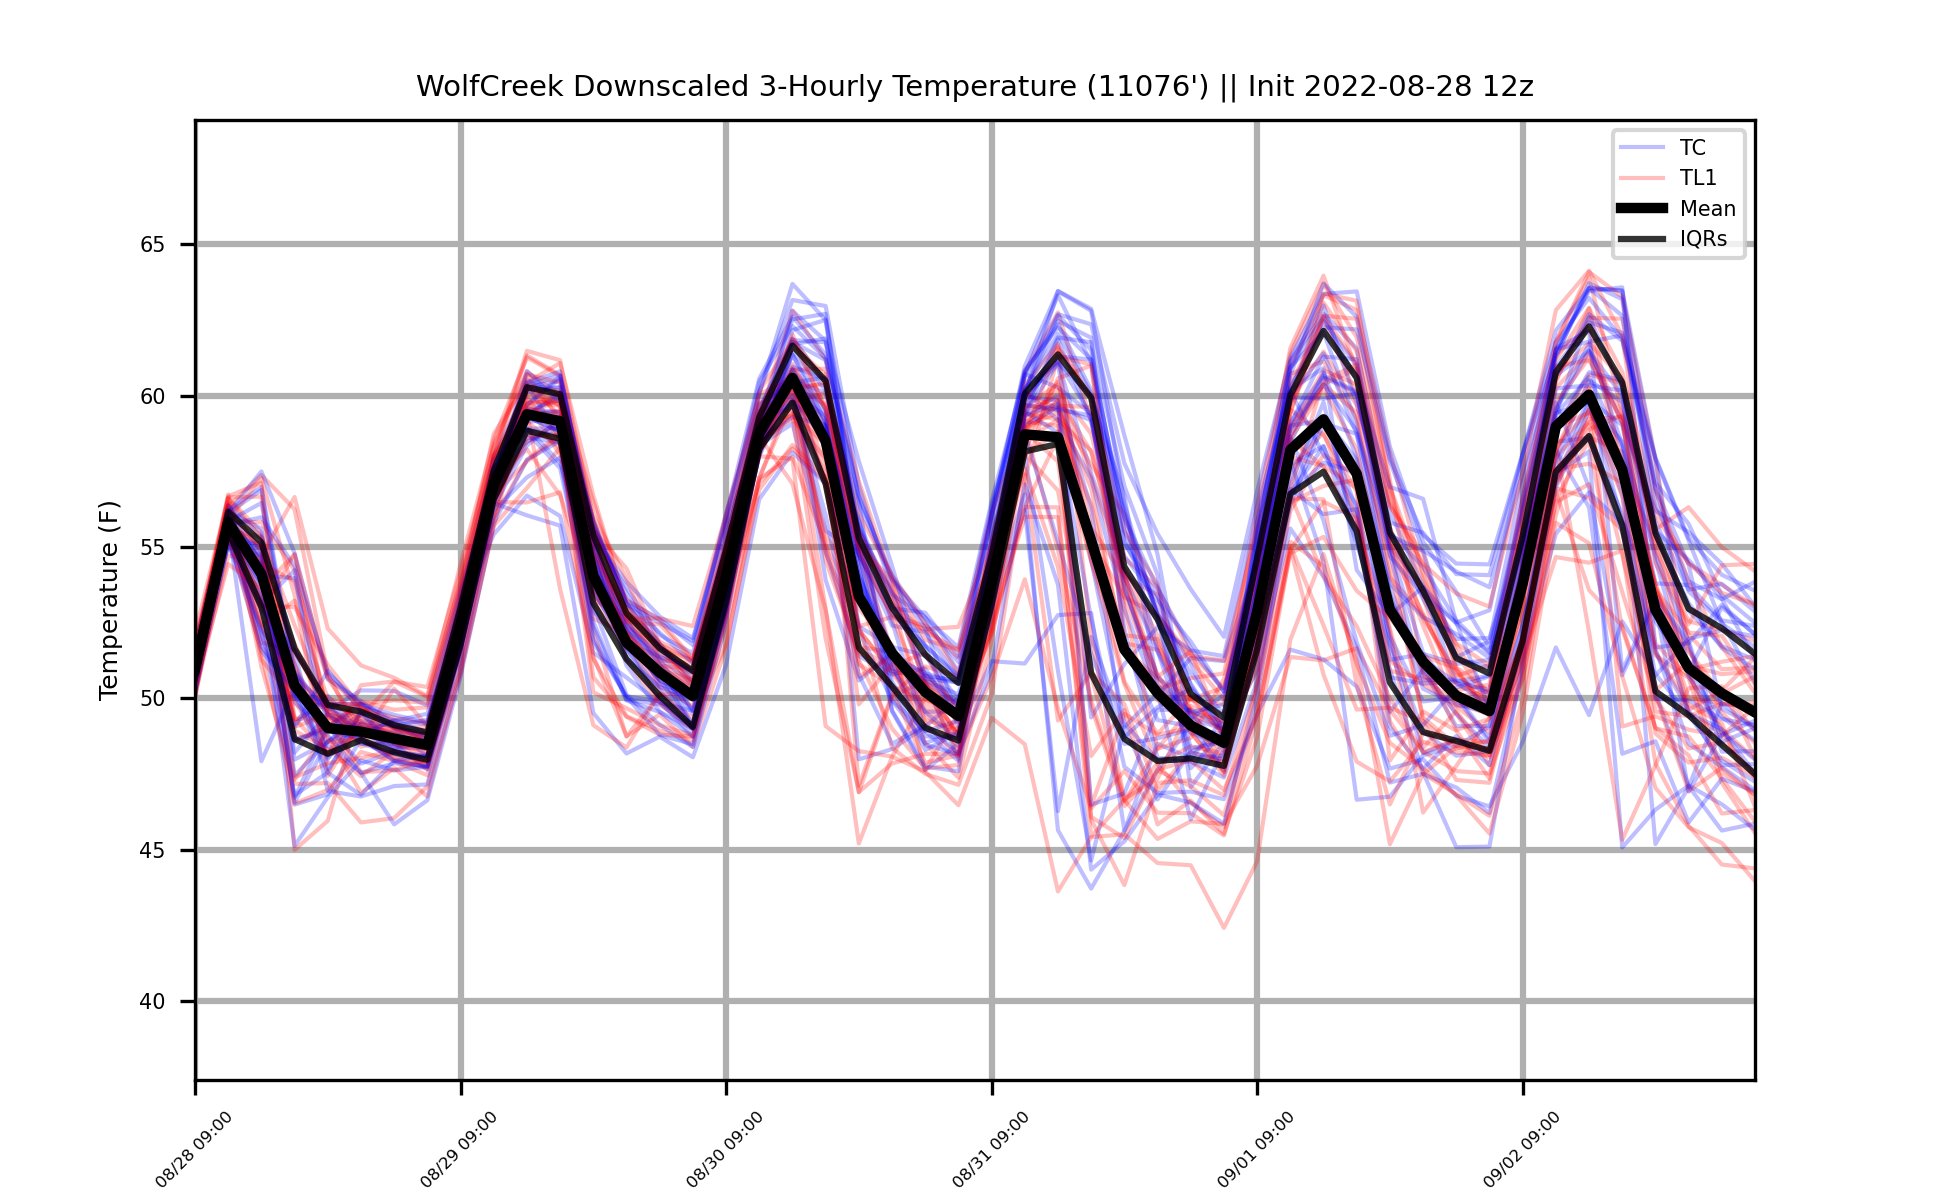 WolfCreek Downscaled 3-Hourly Temperature (11076') || Init 2022-08-28 12z
TC
TL1
Mean
IQRs
Temperature (F)
65
60
55
50
45
40
08/28 09:00
08/29 09:00
08/30 09:00
08/31 09:00
09/01 09:00
09/02 09:00